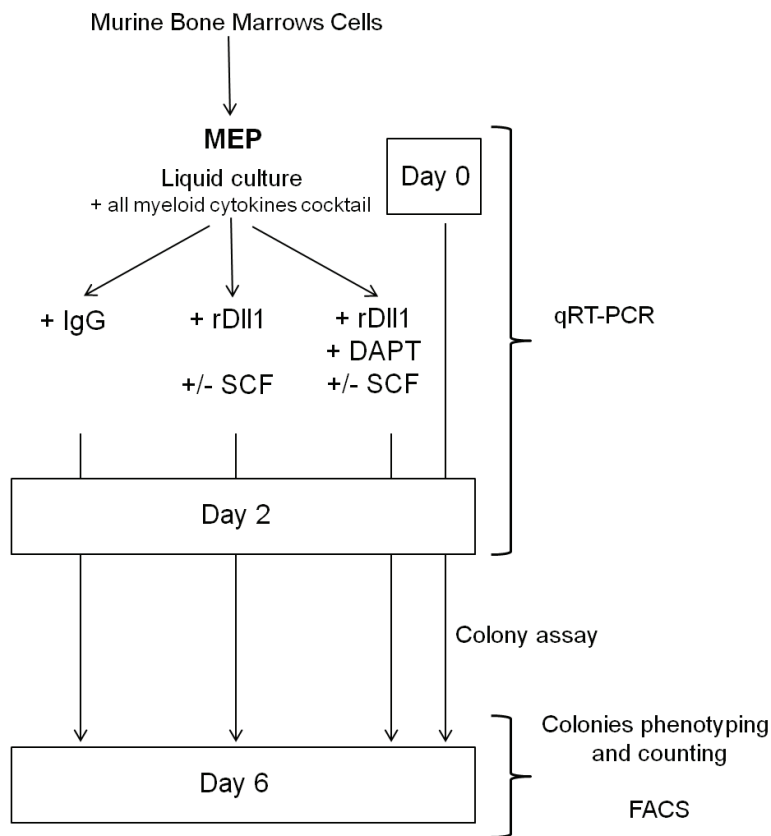 Murine Bone Marrows Cells
MEP
Liquid culture
+ all myeloid cytokines cocktail
Day 0
+ IgG
+ rDll1
+/- SCF
+ rDll1
+ DAPT
+/- SCF
qRT-PCR
Day 2
Colony assay
Day 6
Colonies phenotyping
and counting
FACS